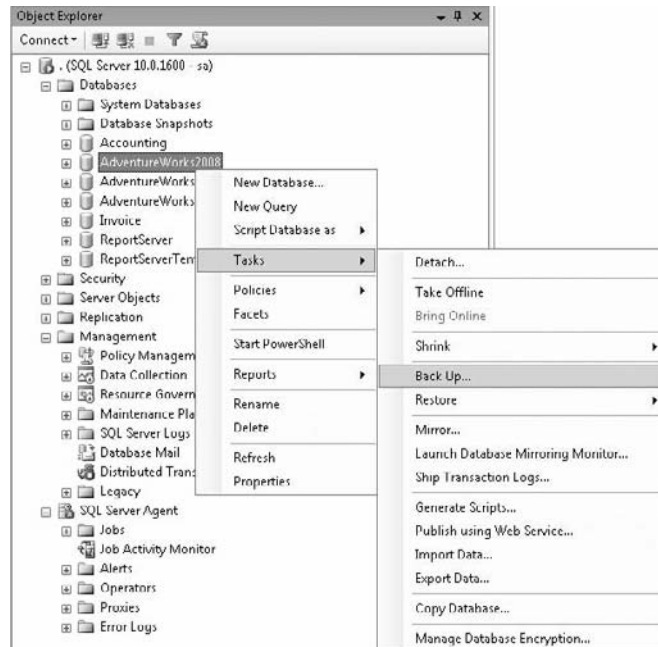 Object Explorer
Connect
. (SQL Server 10.0.1600 - sa)
Databases
System Databases
Database Snapshots
Accounting
AdventureWorks2008
AdventureWorks
AdventureWorks
Invoice
ReportServer
ReportServerTem
Security
Server Objects
Replication
Management
Policy Managem
Data Collection
Resource Govern
Maintenance Pla
SQL Server Logs
Database Mail
Distributed Trans
Legacy
SQL Server Agent
Jobs
Job Activity Monitor
Alerts
Operators
Proxies
Error Logs
New Database...
New Query
Script Database as
Tasks
Policies
Facets
Start PowerShell
Reports
Rename
Delete
Refresh
Properties
Detach...
Take Offline
Bring Online
Shrink
Back Up...
Restore
Mirror...
Launch Database Mirroring Monitor...
Ship Transaction Logs...
Generate Scripts...
Publish using Web Service...
Import Data...
Export Data...
Copy Database...
Manage Database Encryption...